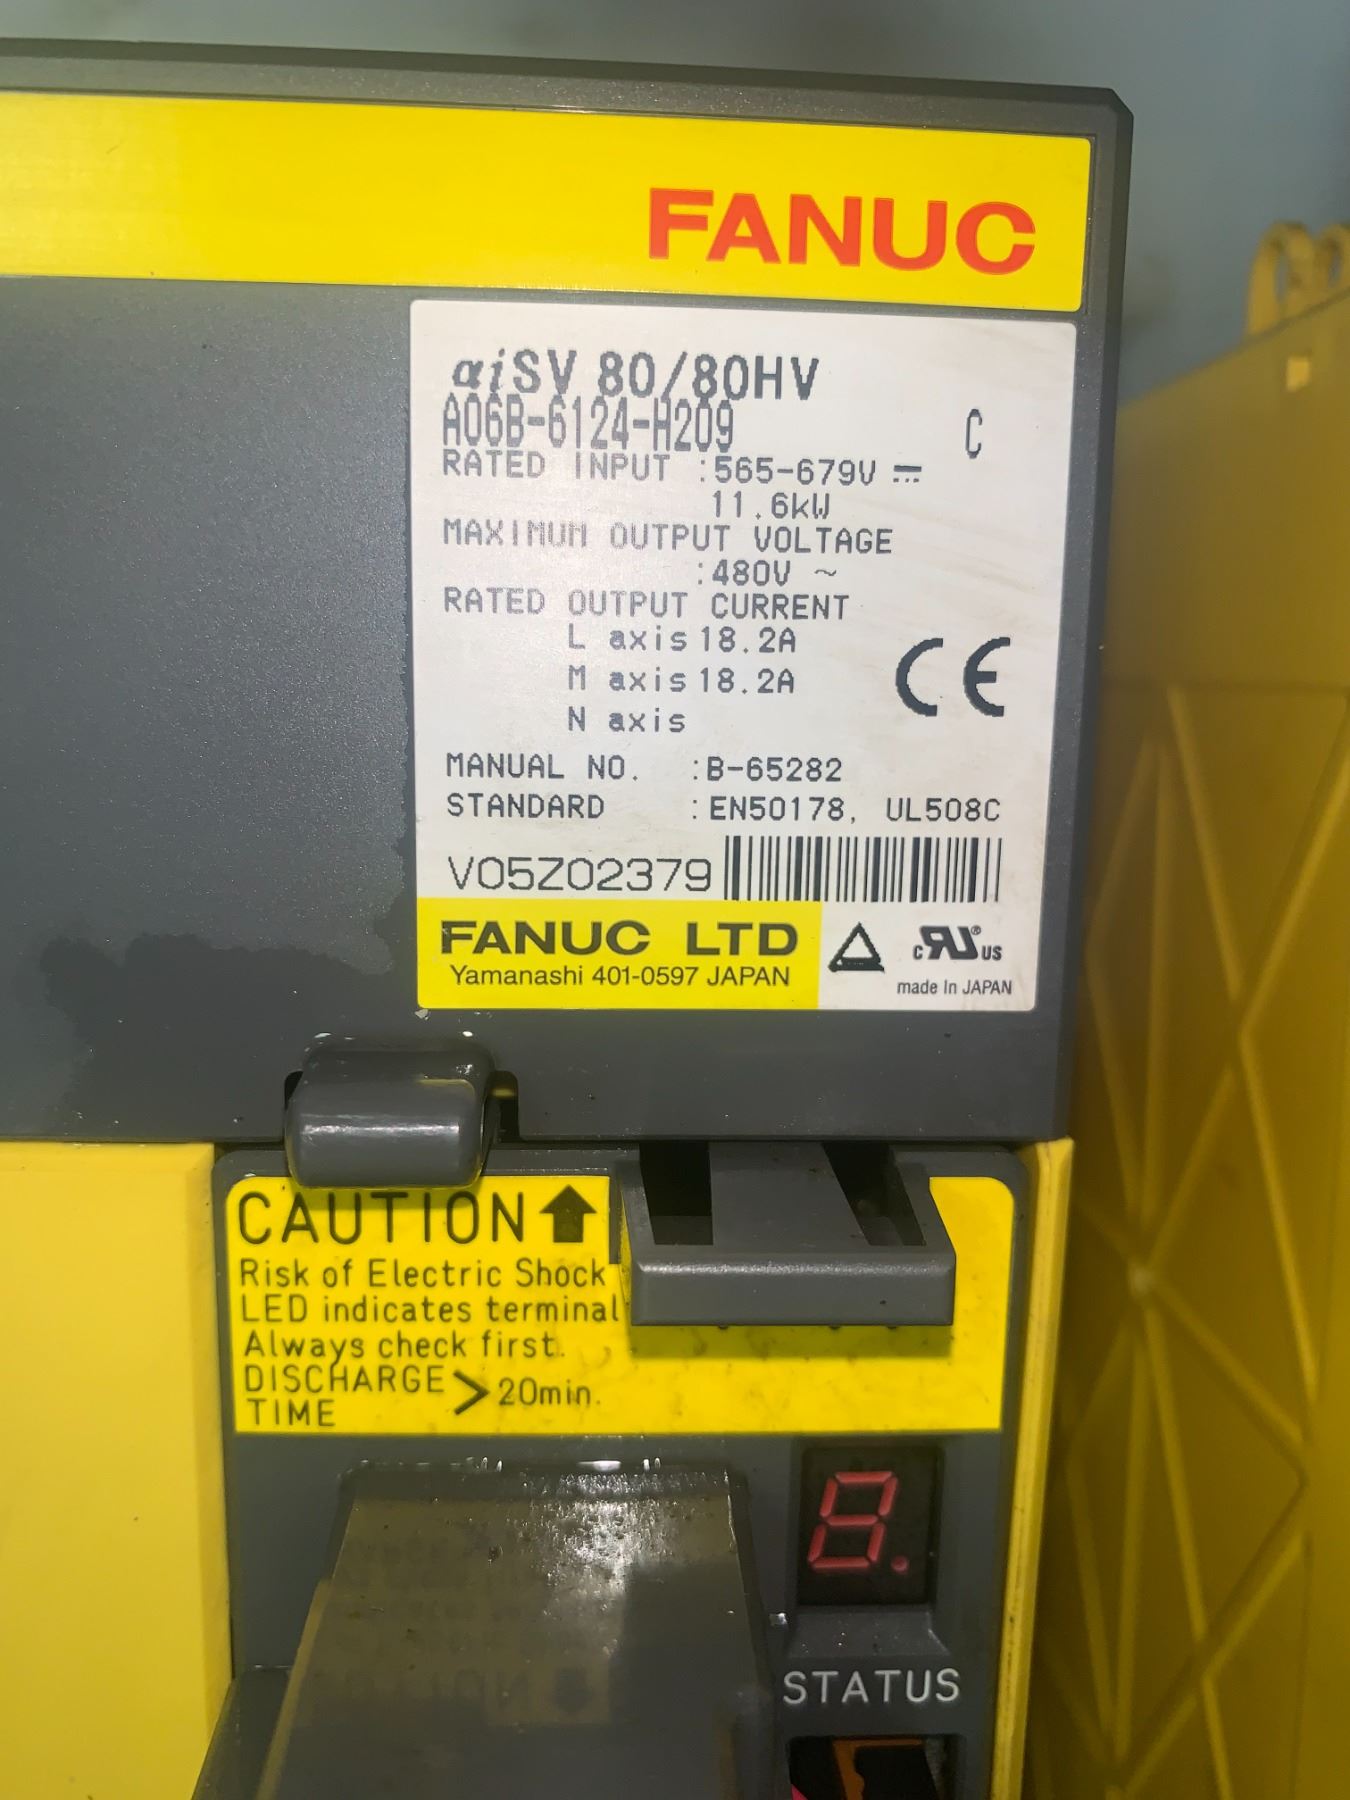 FANUC
αiSV 80/80HV
A06B-6124-H209
C
RATED INPUT :565-679V ⎓
11.6kW
MAXIMUM OUTPUT VOLTAGE
:480V ~
RATED OUTPUT CURRENT
L axis 18.2A
M axis 18.2A
N axis
CE
MANUAL NO. :B-65282
STANDARD :EN50178, UL508C
V05Z02379
FANUC LTD
Yamanashi 401-0597 JAPAN
c RU ® US
made In JAPAN
CAUTION ⬆
Risk of Electric Shock
LED indicates terminal
Always check first.
DISCHARGE TIME > 20min.
8.
STATUS